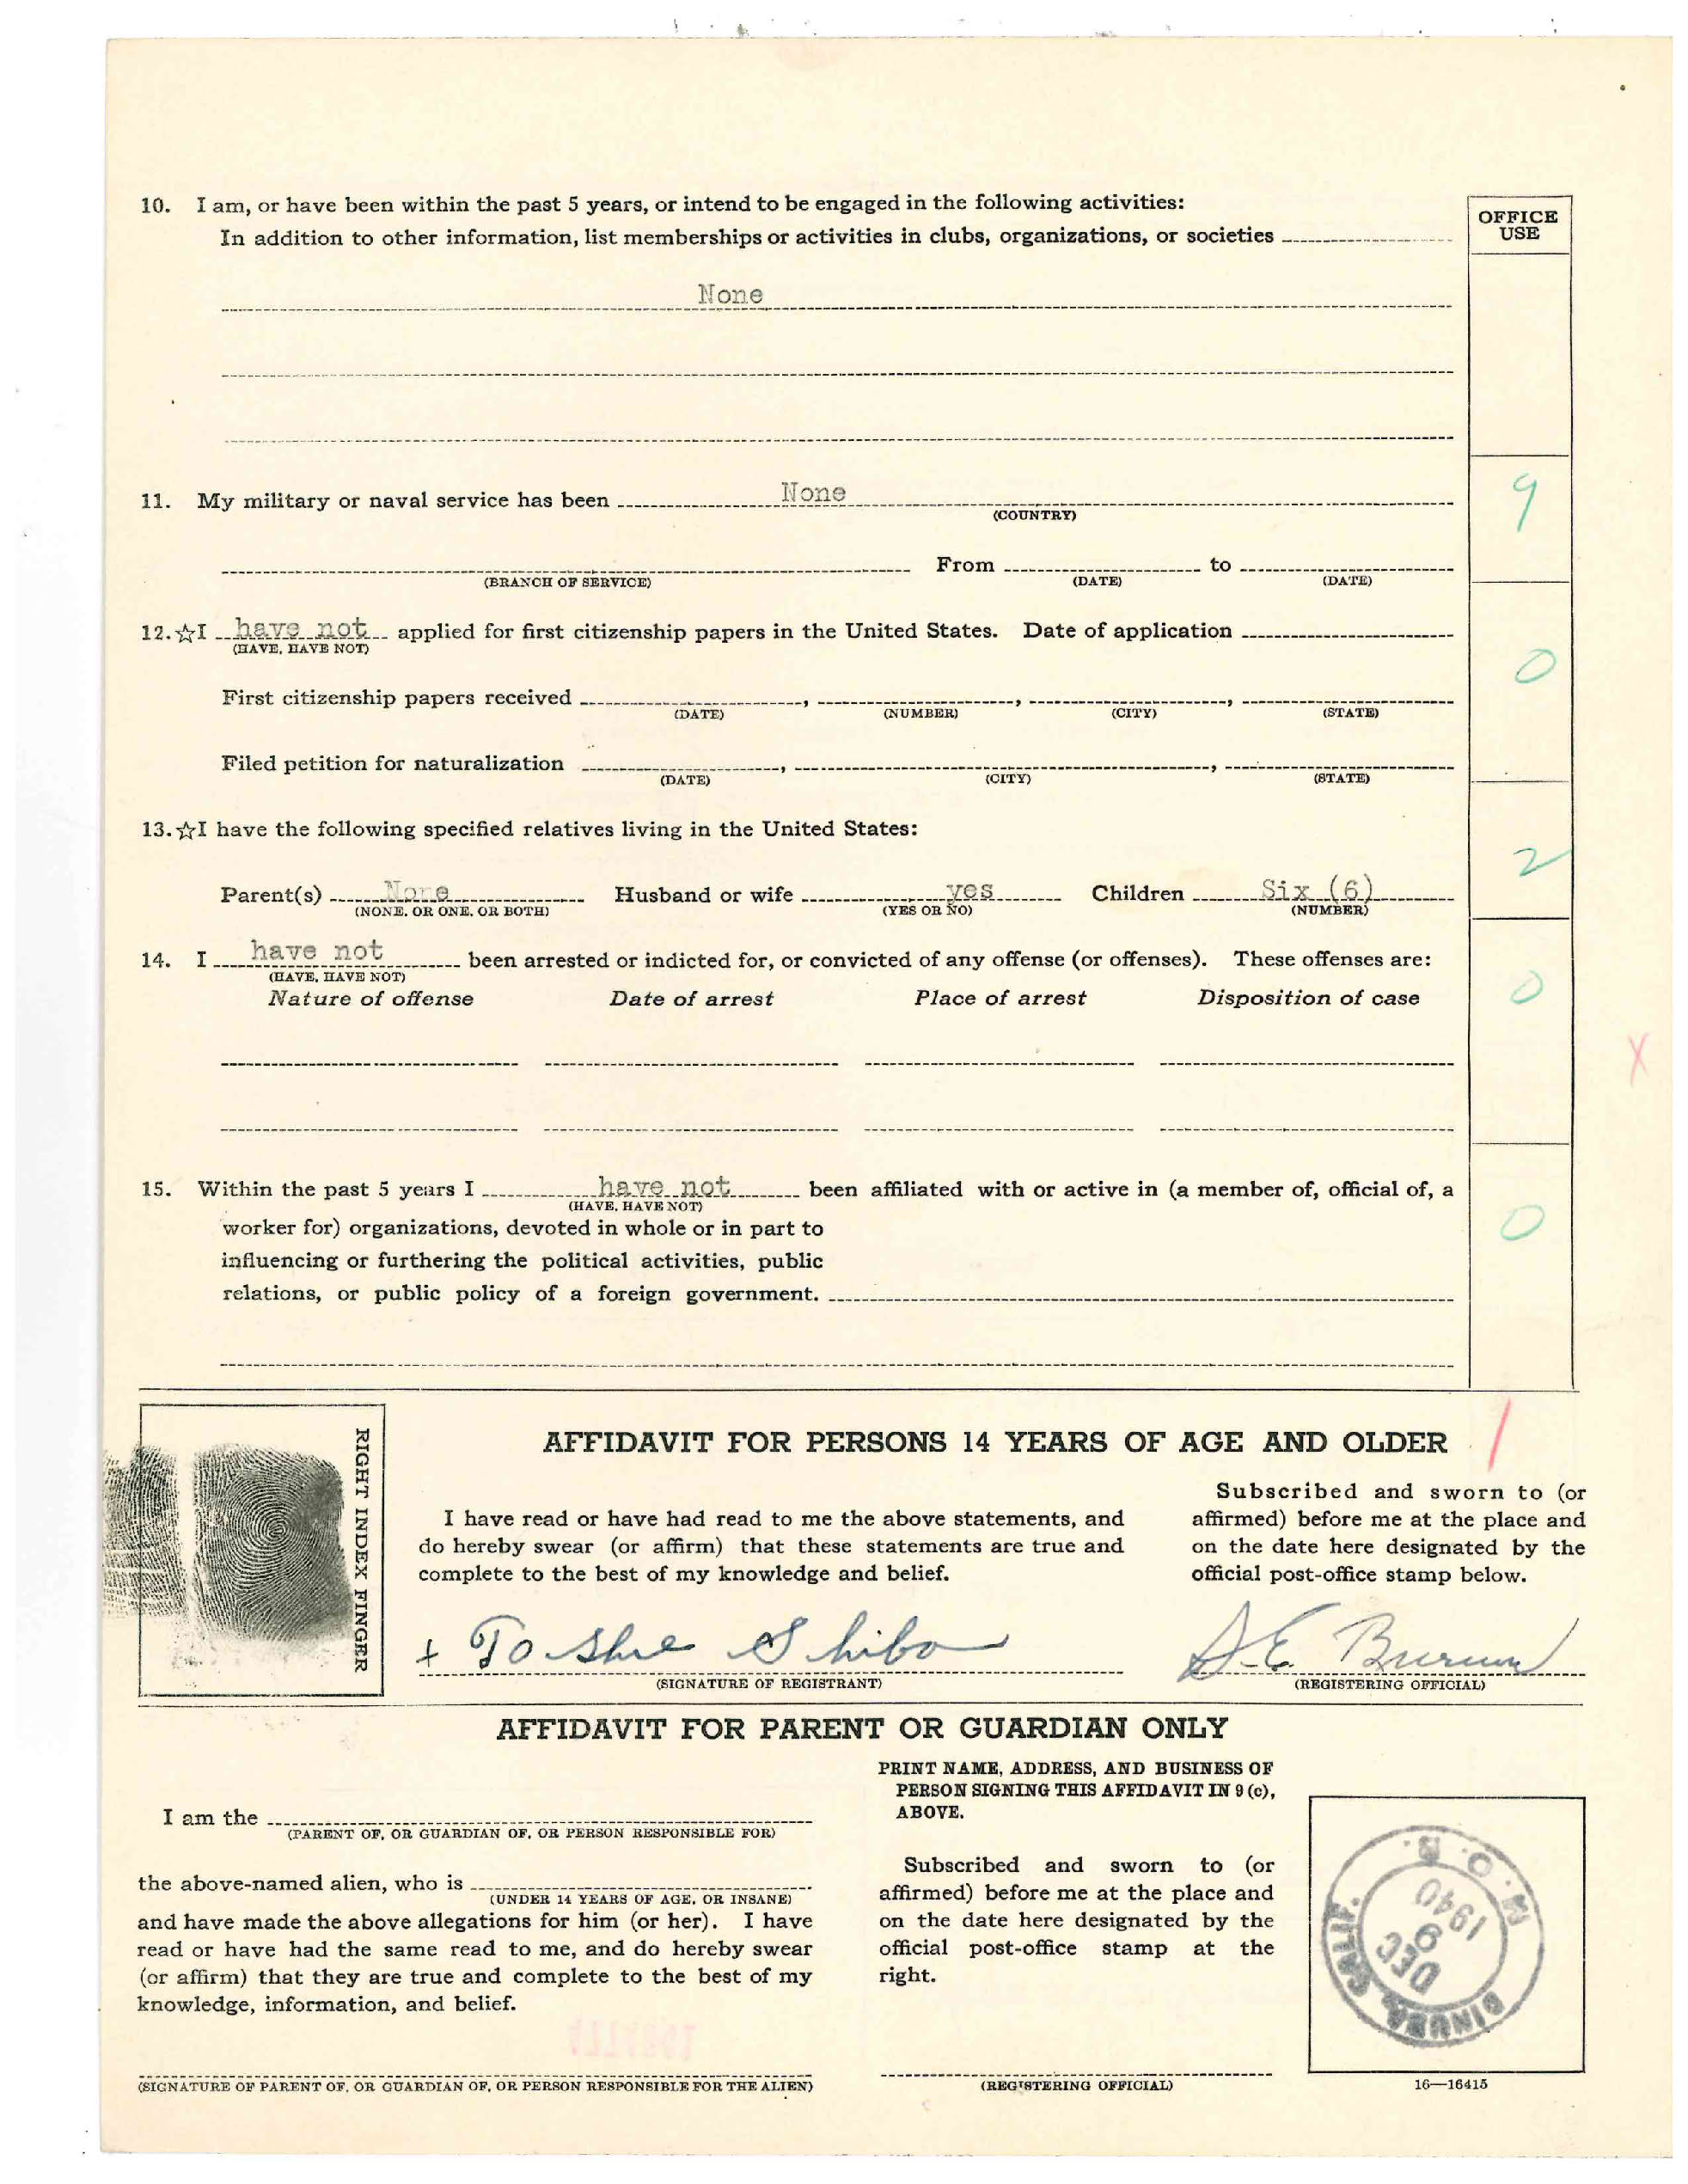 10. I am, or have been within the past 5 years, or intend to be engaged in the following activities:
In addition to other information, list memberships or activities in clubs, organizations, or societies
OFFICE
USE
None
11. My military or naval service has been None
(COUNTRY)
9
From to
(BRANCH OF SERVICE) (DATE) (DATE)
12. ☆I have not applied for first citizenship papers in the United States. Date of application
(HAVE, HAVE NOT)
0
First citizenship papers received , , ,
(DATE) (NUMBER) (CITY) (STATE)
Filed petition for naturalization , ,
(DATE) (CITY) (STATE)
13. ☆I have the following specified relatives living in the United States:
2
Parent(s) None Husband or wife yes Children Six (6)
(NONE, OR ONE, OR BOTH) (YES OR NO) (NUMBER)
14. I have not been arrested or indicted for, or convicted of any offense (or offenses). These offenses are:
(HAVE, HAVE NOT)
Nature of offense Date of arrest Place of arrest Disposition of case
0
X
15. Within the past 5 years I have not been affiliated with or active in (a member of, official of, a
(HAVE, HAVE NOT)
worker for) organizations, devoted in whole or in part to
influencing or furthering the political activities, public
relations, or public policy of a foreign government.
0
RIGHT INDEX FINGER
AFFIDAVIT FOR PERSONS 14 YEARS OF AGE AND OLDER
I have read or have had read to me the above statements, and
do hereby swear (or affirm) that these statements are true and
complete to the best of my knowledge and belief.
Subscribed and sworn to (or
affirmed) before me at the place and
on the date here designated by the
official post-office stamp below.
+ Toshie Shibo
(SIGNATURE OF REGISTRANT)
(REGISTERING OFFICIAL)
AFFIDAVIT FOR PARENT OR GUARDIAN ONLY
PRINT NAME, ADDRESS, AND BUSINESS OF
PERSON SIGNING THIS AFFIDAVIT IN 9 (c),
ABOVE.
I am the
(PARENT OF, OR GUARDIAN OF, OR PERSON RESPONSIBLE FOR)
the above-named alien, who is
(UNDER 14 YEARS OF AGE, OR INSANE)
and have made the above allegations for him (or her). I have
read or have had the same read to me, and do hereby swear
(or affirm) that they are true and complete to the best of my
knowledge, information, and belief.
Subscribed and sworn to (or
affirmed) before me at the place and
on the date here designated by the
official post-office stamp at the
right.
M. O. B.
DEC
9
1940
DINUBA, CALIF.
(SIGNATURE OF PARENT OF, OR GUARDIAN OF, OR PERSON RESPONSIBLE FOR THE ALIEN)
(REGISTERING OFFICIAL)
16—16415